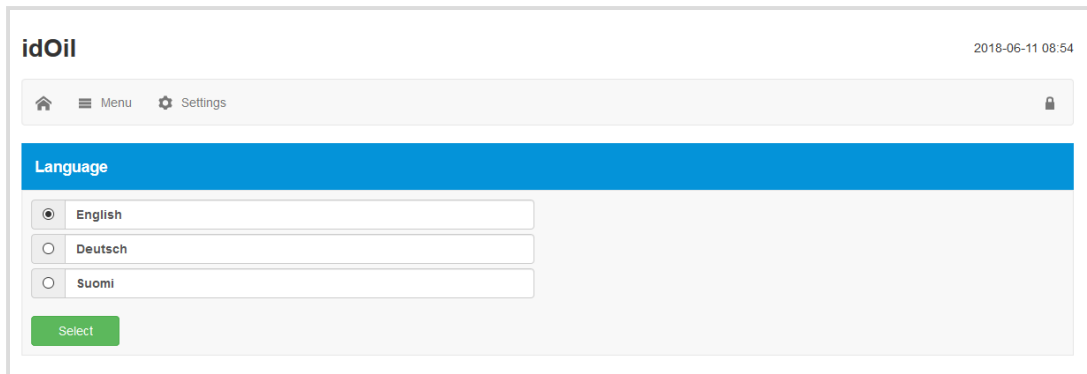 idOil
2018-06-11 08:54
Menu Settings
Language
English
Deutsch
Suomi
Select